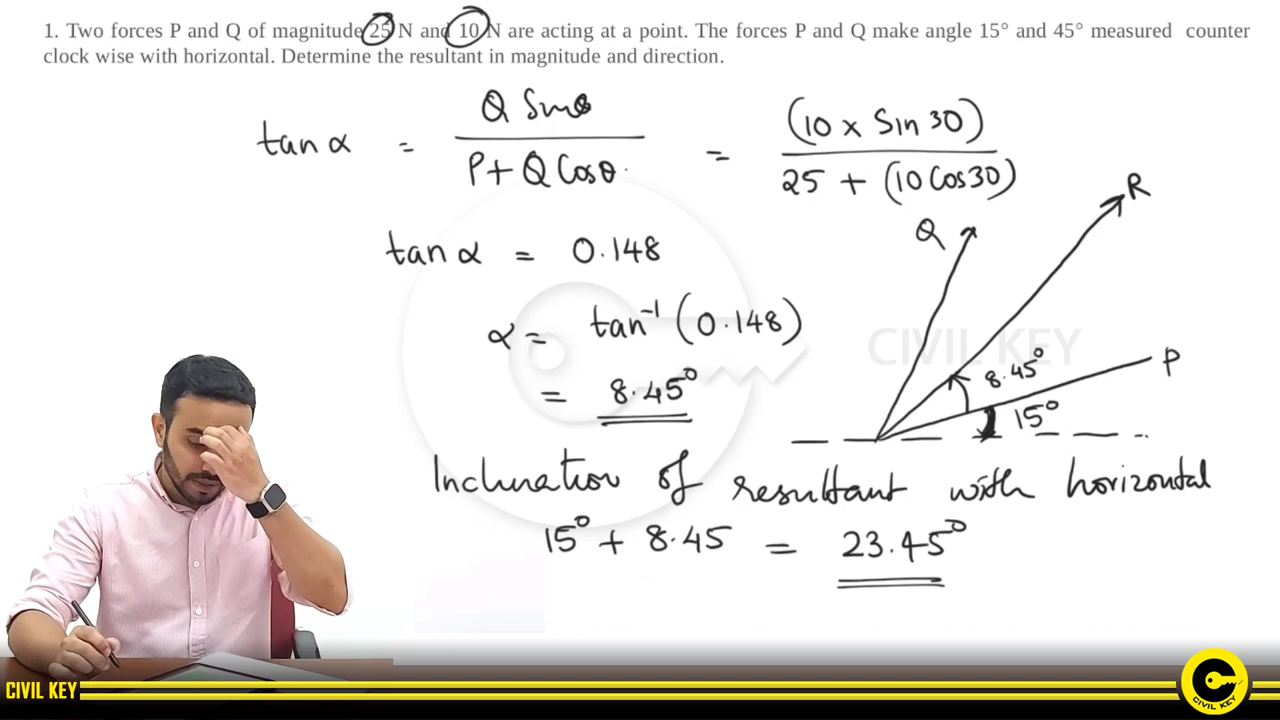 1. Two forces P and Q of magnitude 25 N and 10 N are acting at a point. The forces P and Q make angle 15° and 45° measured counter
clock wise with horizontal. Determine the resultant in magnitude and direction.
tan α = Q Sinθ / P + Q Cosθ = (10 x Sin 30) / 25 + (10 Cos 30)
tan α = 0.148
α = tan⁻¹ (0.148)
= 8.45°
Q
R
P
8.45°
15°
CIVIL KEY
Inclination of resultant with horizontal
15° + 8.45 = 23.45°
CIVIL KEY
CIVIL KEY